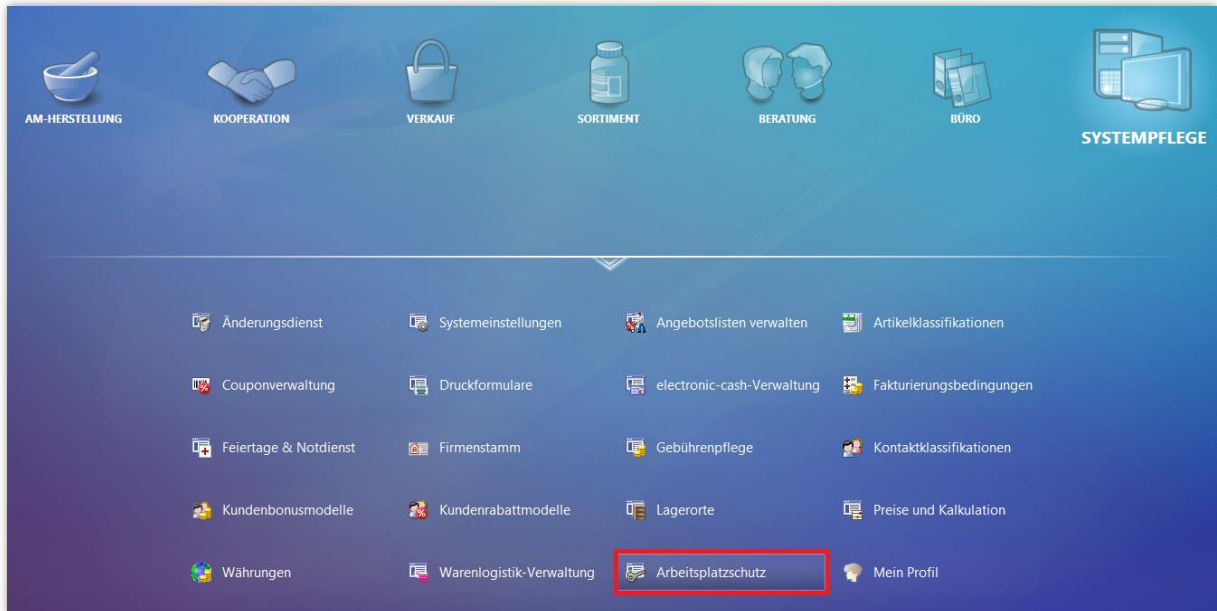 AM-HERSTELLUNG KOOPERATION VERKAUF SORTIMENT BERATUNG BÜRO SYSTEMPFLEGE
Änderungsdienst Systemeinstellungen Angebotslisten verwalten Artikelklassifikationen
Couponverwaltung Druckformulare electronic-cash-Verwaltung Fakturierungsbedingungen
Feiertage & Notdienst Firmenstamm Gebührenpflege Kontaktklassifikationen
Kundenbonusmodelle Kundenrabattmodelle Lagerorte Preise und Kalkulation
Währungen Warenlogistik-Verwaltung Arbeitsplatzschutz Mein Profil